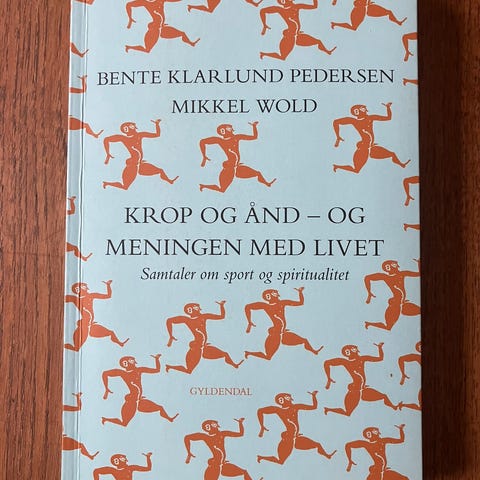 BENTE KLARLUND PEDERSEN
MIKKEL WOLD
KROP OG ÅND – OG
MENINGEN MED LIVET
Samtaler om sport og spiritualitet
GYLDENDAL